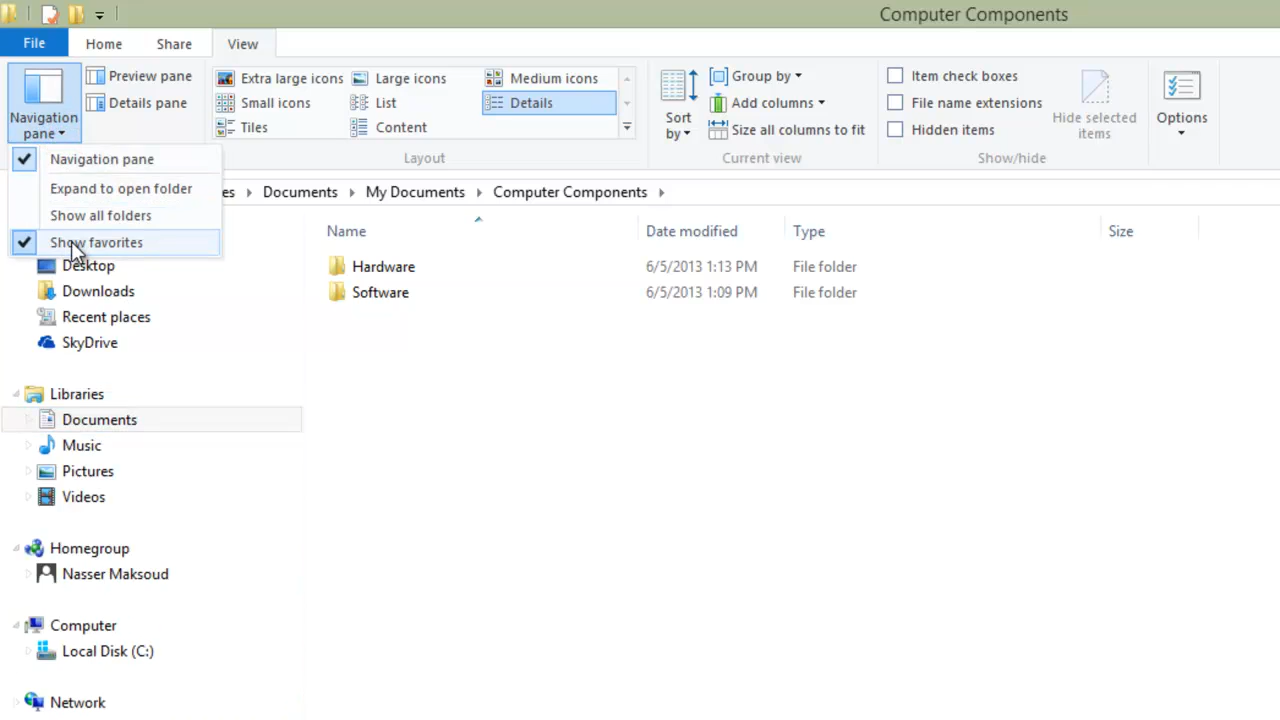 Computer Components
File Home Share View
Navigation pane
Preview pane
Details pane
Extra large icons Large icons Medium icons
Small icons List Details
Tiles Content
Layout
Sort by
Group by
Add columns
Size all columns to fit
Current view
Item check boxes
File name extensions
Hidden items
Hide selected items
Show/hide
Options
Navigation pane
Expand to open folder
Show all folders
Show favorites
es Documents My Documents Computer Components
Name Date modified Type Size
Hardware 6/5/2013 1:13 PM File folder
Software 6/5/2013 1:09 PM File folder
Desktop
Downloads
Recent places
SkyDrive
Libraries
Documents
Music
Pictures
Videos
Homegroup
Nasser Maksoud
Computer
Local Disk (C:)
Network